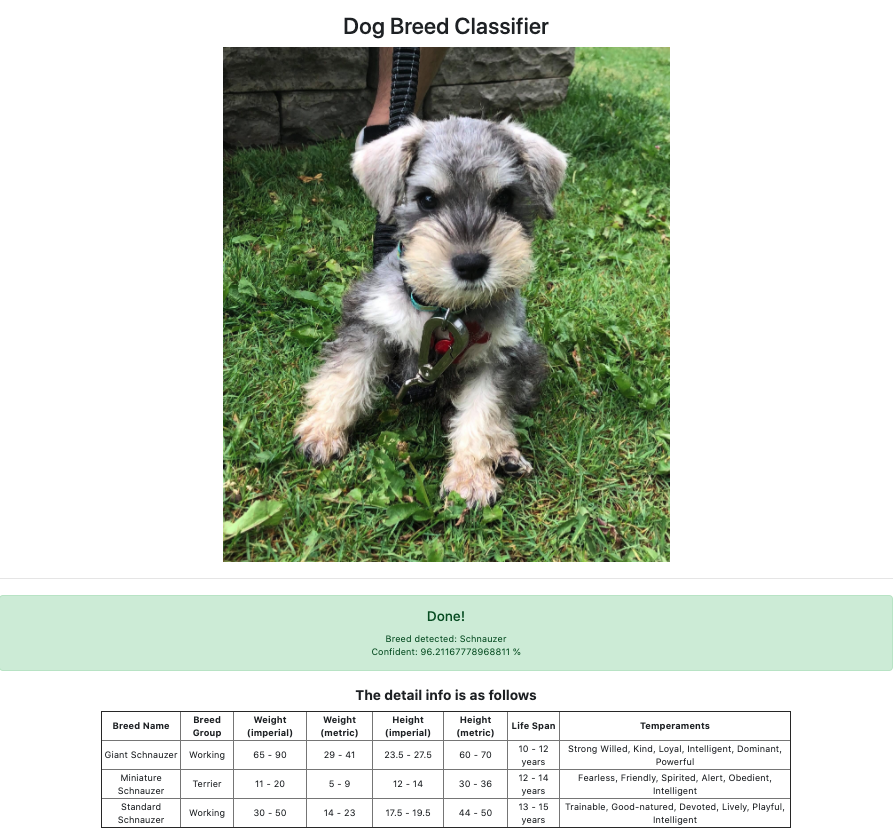 Dog Breed Classifier
Done!
Breed detected: Schnauzer
Confident: 96.21167778968811 %
The detail info is as follows
Breed Name Breed Group Weight (imperial) Weight (metric) Height (imperial) Height (metric) Life Span Temperaments
Giant Schnauzer Working 65 - 90 29 - 41 23.5 - 27.5 60 - 70 10 - 12 years Strong Willed, Kind, Loyal, Intelligent, Dominant, Powerful
Miniature Schnauzer Terrier 11 - 20 5 - 9 12 - 14 30 - 36 12 - 14 years Fearless, Friendly, Spirited, Alert, Obedient, Intelligent
Standard Schnauzer Working 30 - 50 14 - 23 17.5 - 19.5 44 - 50 13 - 15 years Trainable, Good-natured, Devoted, Lively, Playful, Intelligent